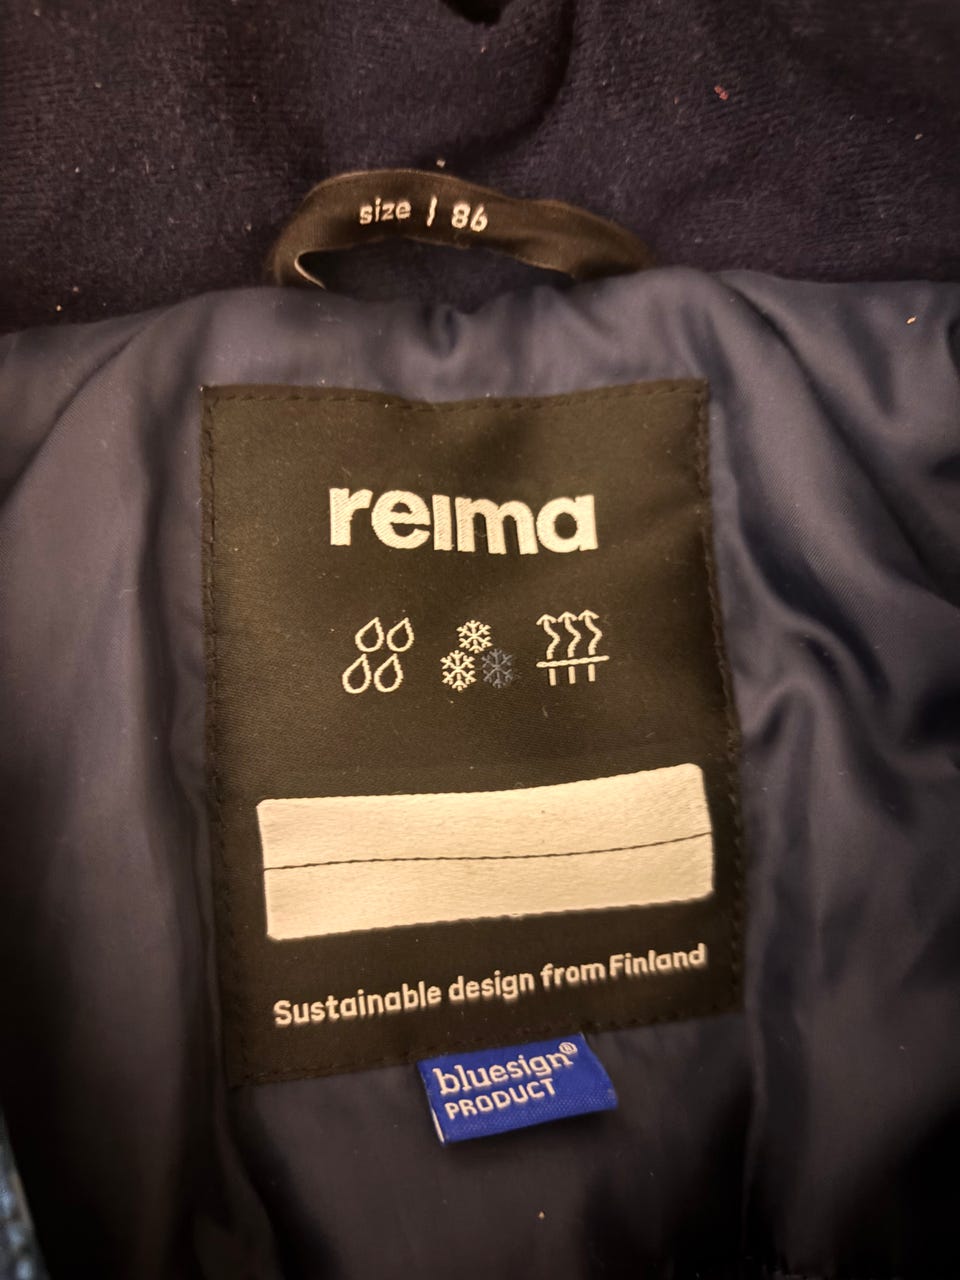 size | 86
reima
Sustainable design from Finland
bluesign®
PRODUCT